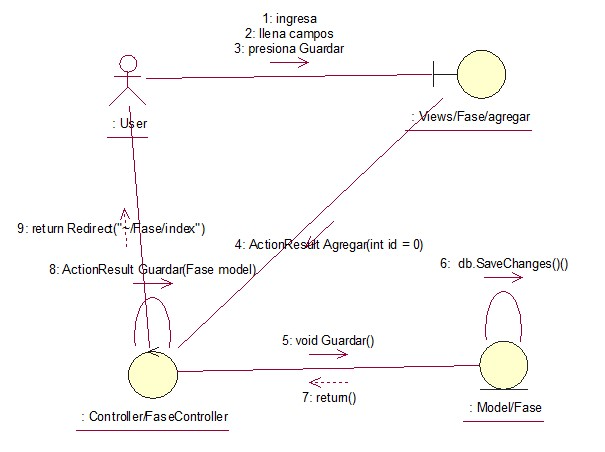 1: ingresa
2: llena campos
3: presiona Guardar
: User
: Views/Fase/agregar
9: return Redirect("~/Fase/index")
4: ActionResult Agregar(int id = 0)
8: ActionResult Guardar(Fase model)
6: db.SaveChanges()()
5: void Guardar()
7: return()
: Controller/FaseController
: Model/Fase